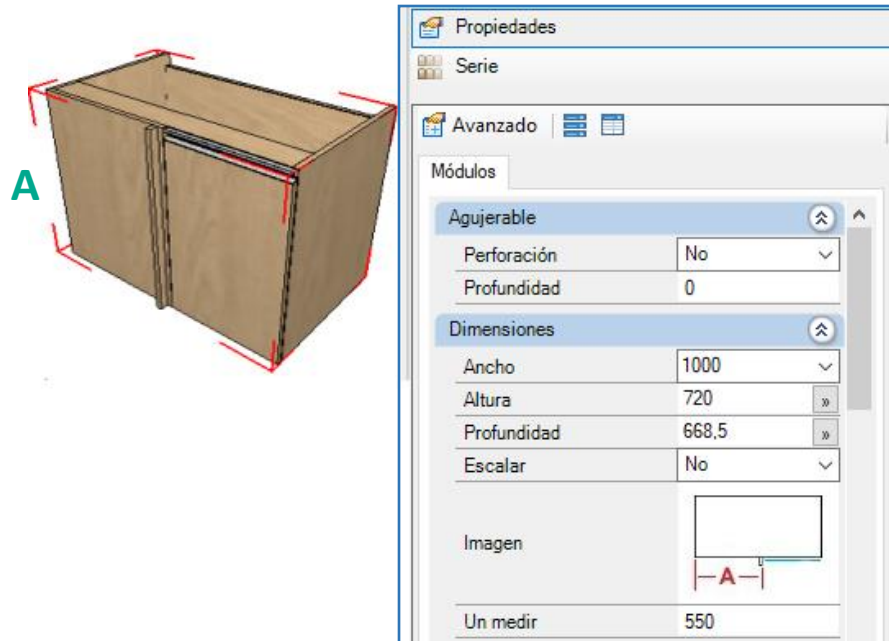 A
Propiedades
Serie
Avanzado
Módulos
Agujerable
Perforación No
Profundidad 0
Dimensiones
Ancho 1000
Altura 720 »
Profundidad 668,5 »
Escalar No
Imagen
A
Un medir 550